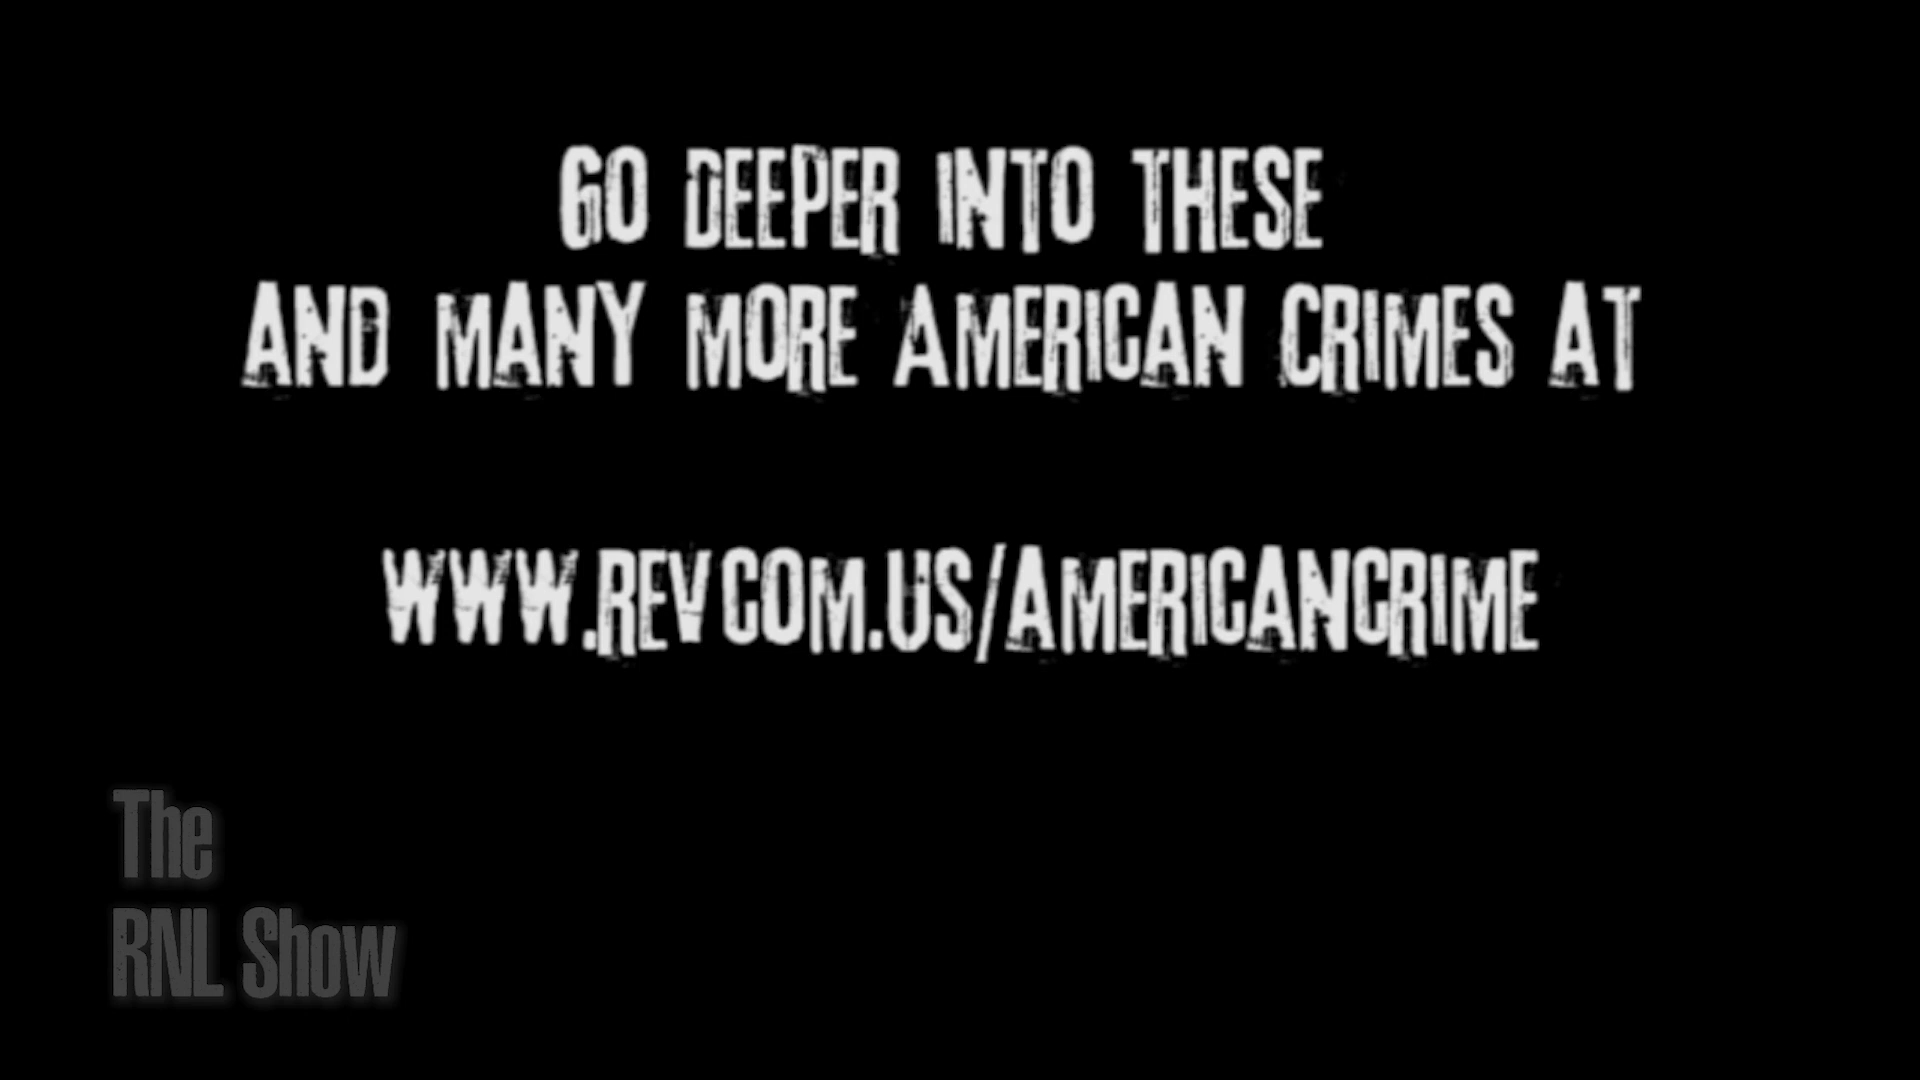 GO DEEPER INTO THESE
AND MANY MORE AMERICAN CRIMES AT
WWW.REVCOM.US/AMERICANCRIME
The
RNL Show